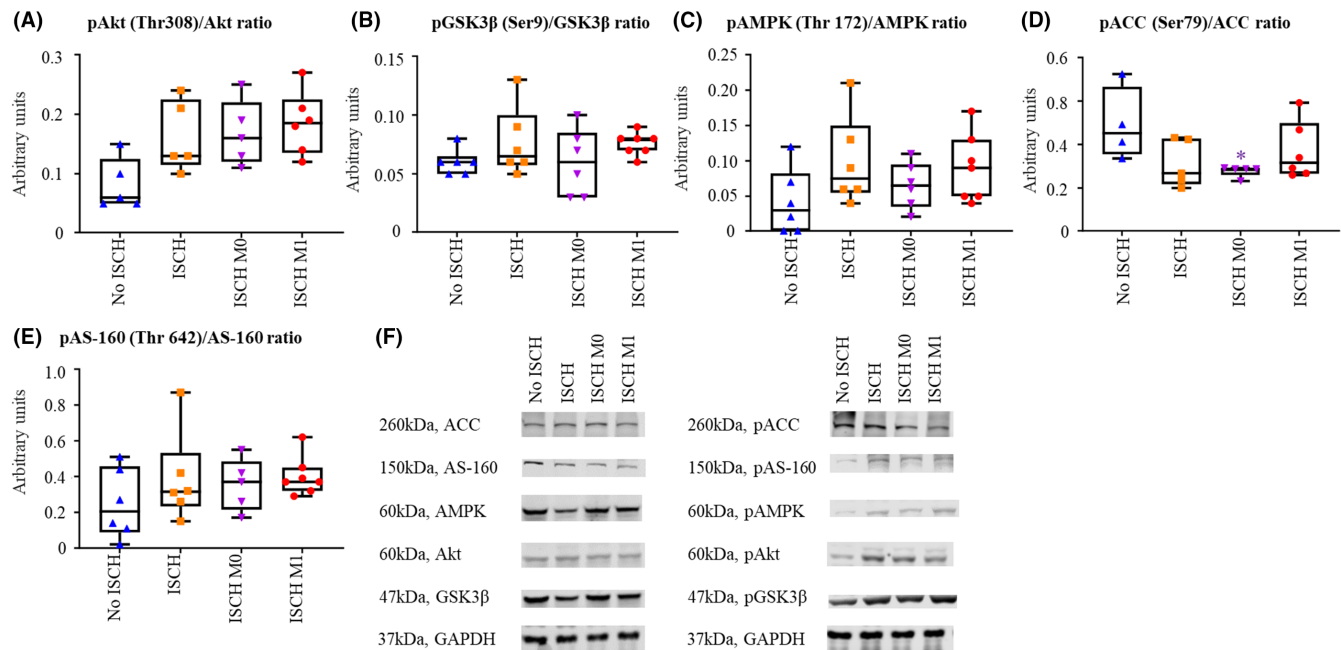 (A) pAkt (Thr308)/Akt ratio
Arbitrary units
0.3
0.2
0.1
0
No ISCH
ISCH
ISCH M0
ISCH M1
(B) pGSK3β (Ser9)/GSK3β ratio
Arbitrary units
0.15
0.10
0.05
0
No ISCH
ISCH
ISCH M0
ISCH M1
(C) pAMPK (Thr 172)/AMPK ratio
Arbitrary units
0.25
0.20
0.15
0.10
0.05
0
No ISCH
ISCH
ISCH M0
ISCH M1
(D) pACC (Ser79)/ACC ratio
Arbitrary units
0.6
0.8
0.4
0.2
0
*
No ISCH
ISCH
ISCH M0
ISCH M1
(E) pAS-160 (Thr 642)/AS-160 ratio
Arbitrary units
1.0
0.8
0.6
0.4
0.2
0
No ISCH
ISCH
ISCH M0
ISCH M1
(F)
No ISCH
ISCH
ISCH M0
ISCH M1
260kDa, ACC
150kDa, AS-160
60kDa, AMPK
60kDa, Akt
47kDa, GSK3β
37kDa, GAPDH
No ISCH
ISCH
ISCH M0
ISCH M1
260kDa, pACC
150kDa, pAS-160
60kDa, pAMPK
60kDa, pAkt
47kDa, pGSK3β
37kDa, GAPDH